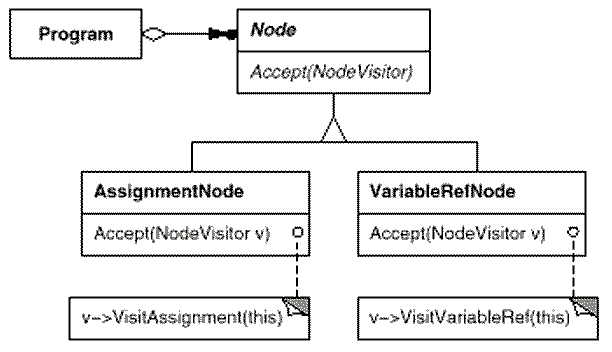 Program
Node
Accept(NodeVisitor)
AssignmentNode
Accept(NodeVisitor v)
VariableRefNode
Accept(NodeVisitor v)
v->VisitAssignment(this)
v->VisitVariableRef(this)